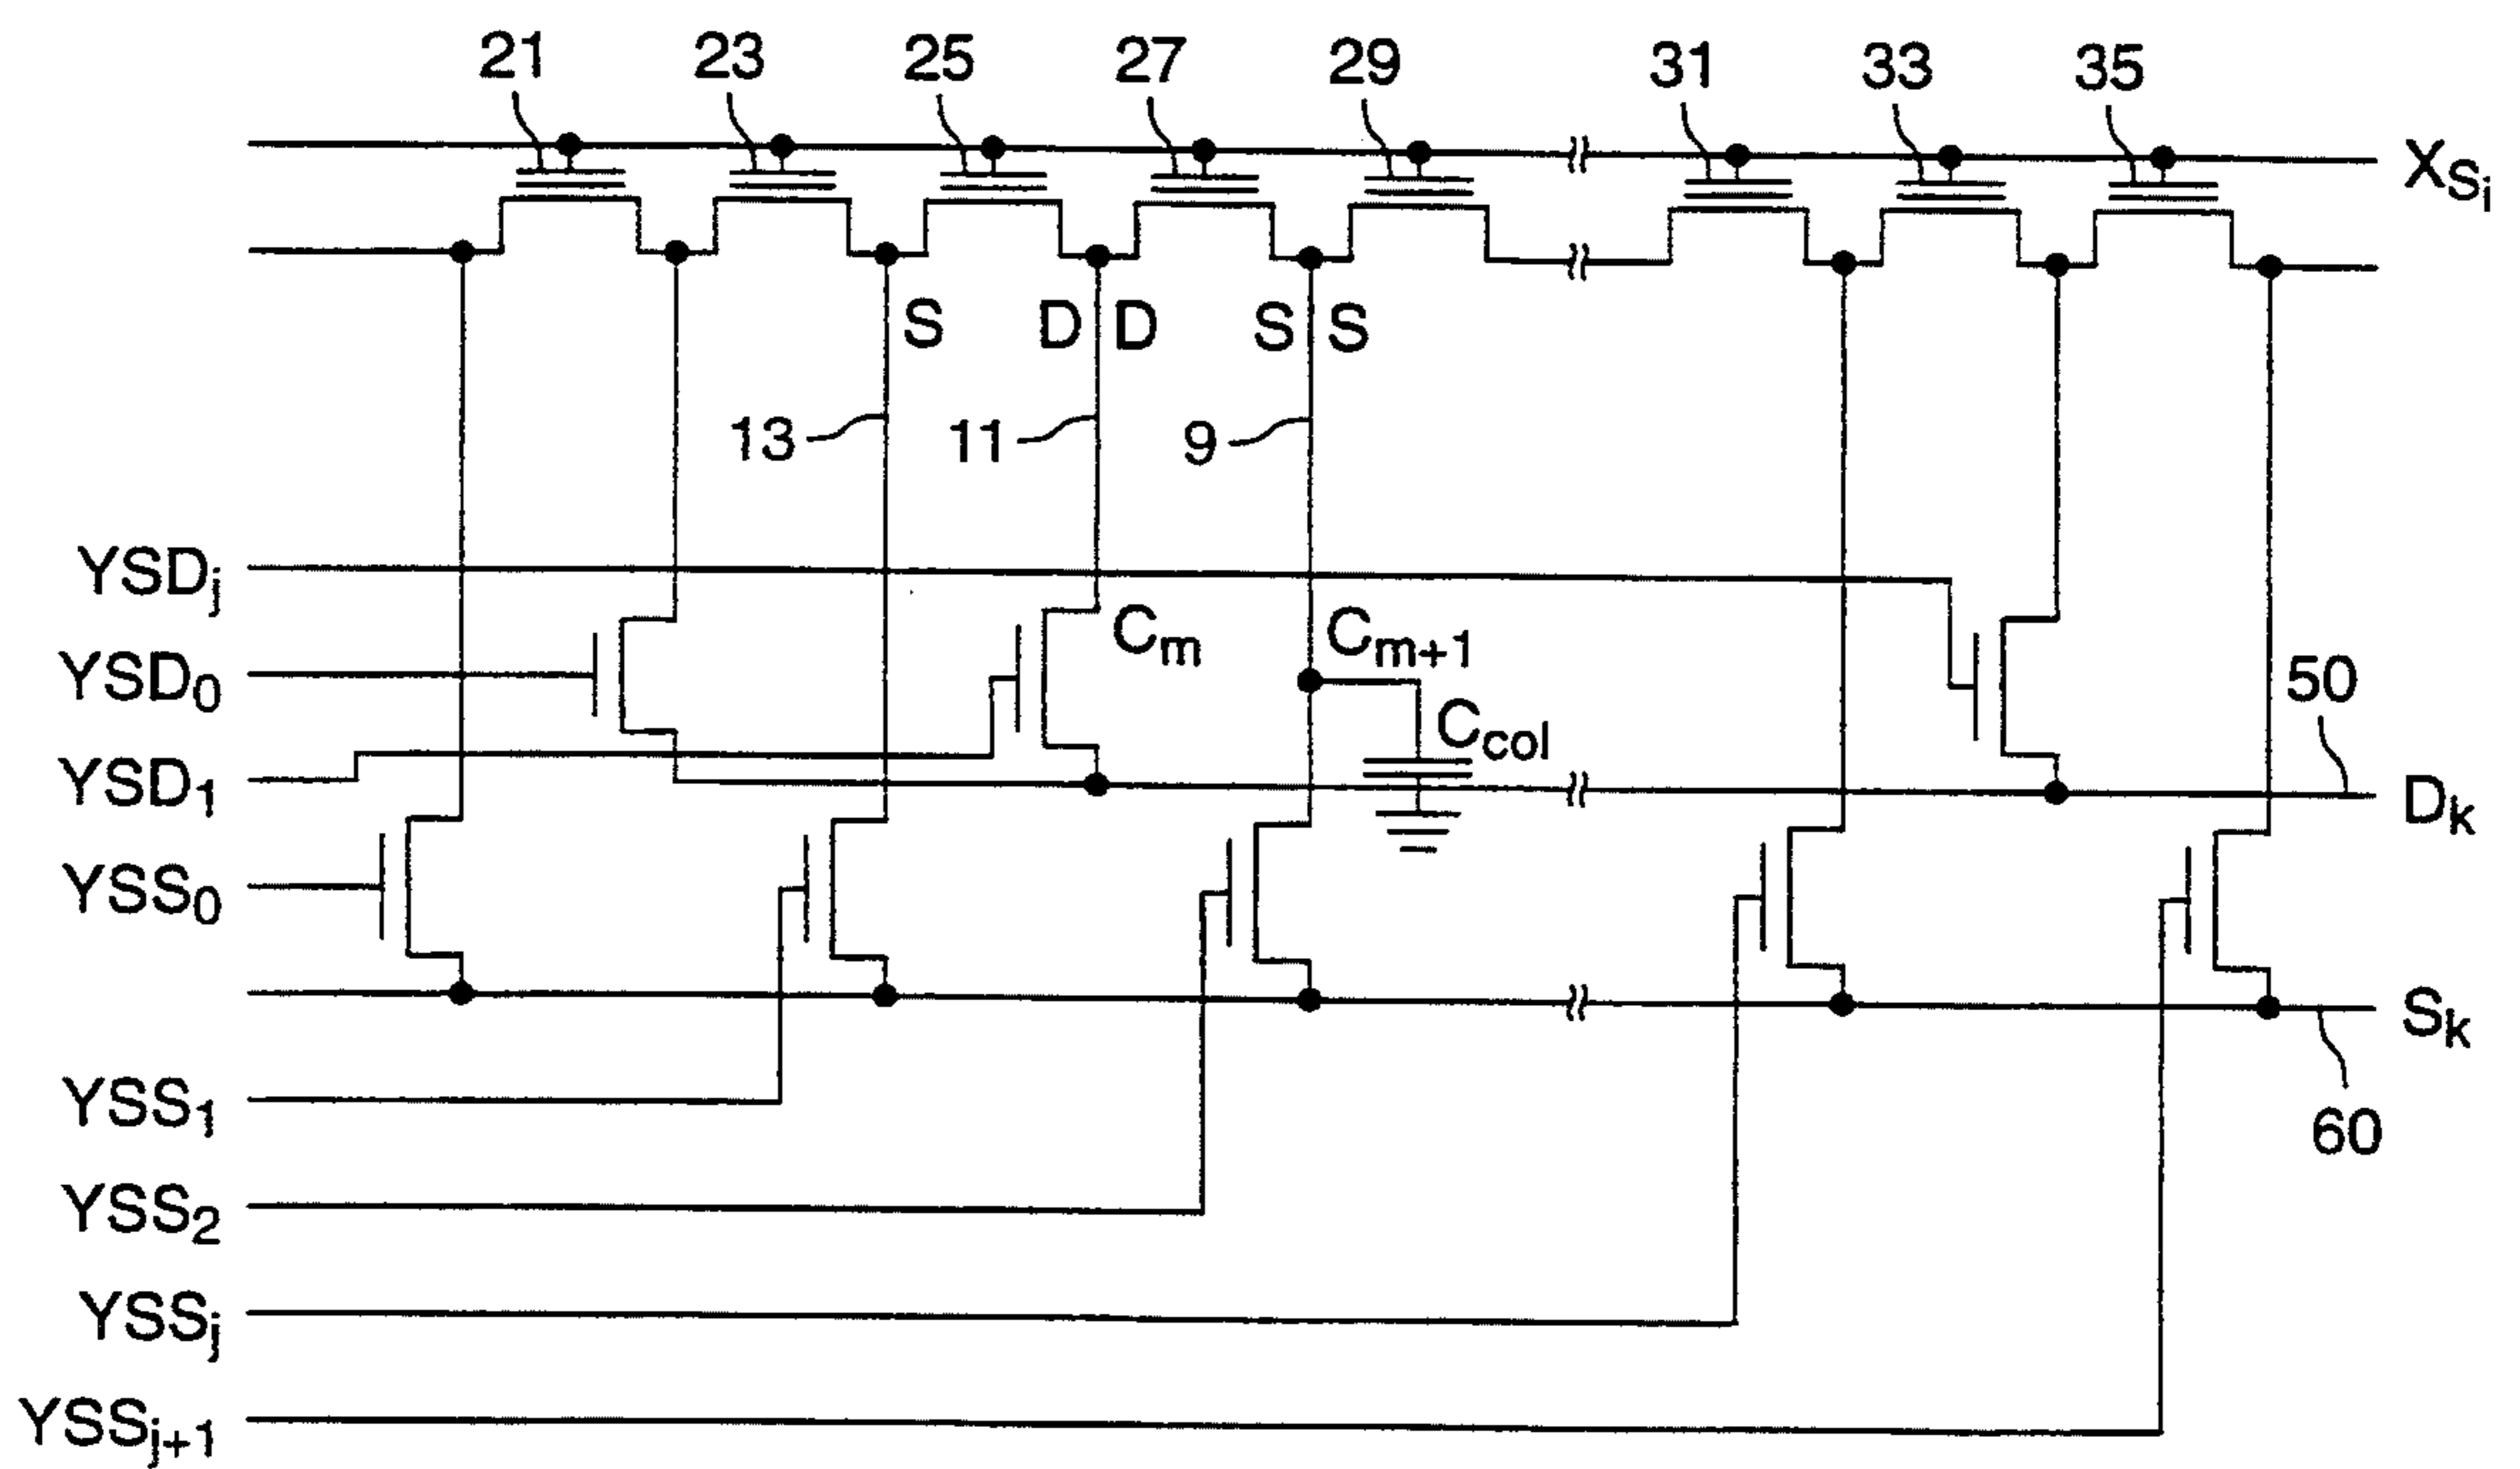 21 23 25 27 29 31 33 35
X_{S_i}
S D D S S
13 11 9
YSD_j
C_m C_{m+1}
YSD_0
50
C_{col}
YSD_1
D_k
YSS_0
S_k
YSS_1
60
YSS_2
YSS_j
YSS_{j+1}